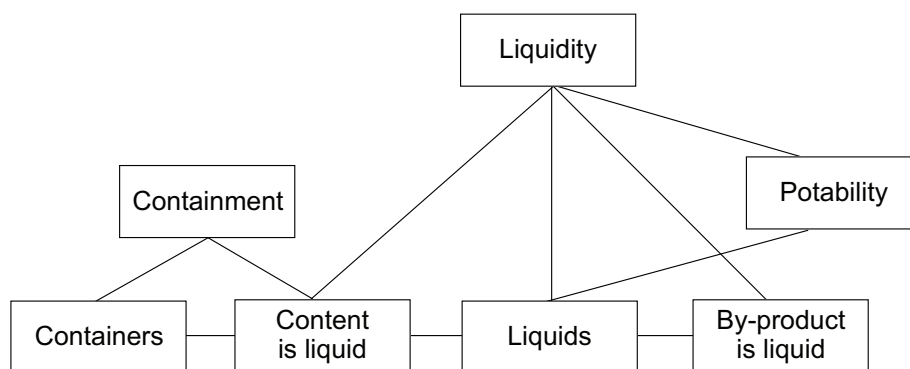 Liquidity
Containment
Potability
Containers
Content
is liquid
Liquids
By-product
is liquid